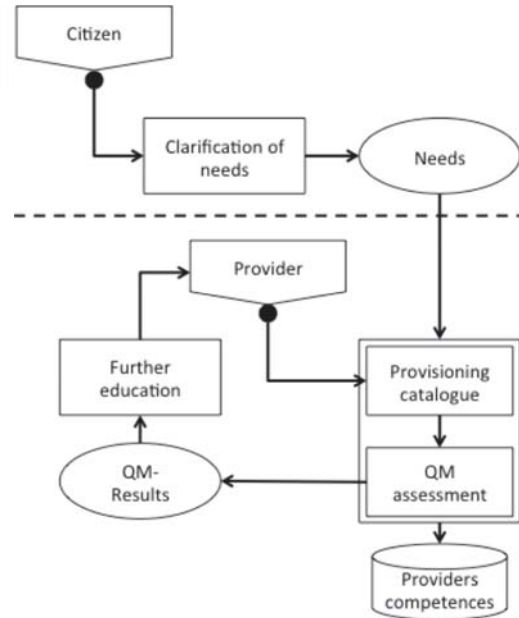 Citizen
Clarification of
needs
Needs
Provider
Further
education
Provisioning
catalogue
QM-
Results
QM
assessment
Providers
competences